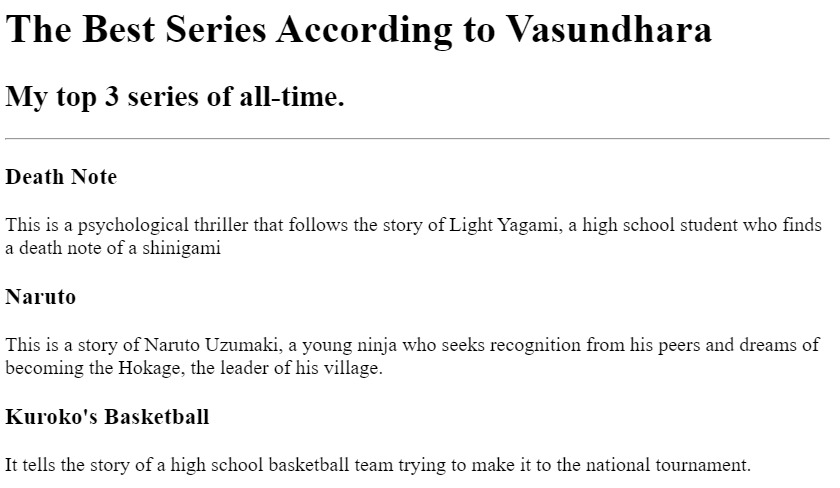 The Best Series According to Vasundhara
My top 3 series of all-time.
Death Note
This is a psychological thriller that follows the story of Light Yagami, a high school student who finds
a death note of a shinigami
Naruto
This is a story of Naruto Uzumaki, a young ninja who seeks recognition from his peers and dreams of
becoming the Hokage, the leader of his village.
Kuroko's Basketball
It tells the story of a high school basketball team trying to make it to the national tournament.